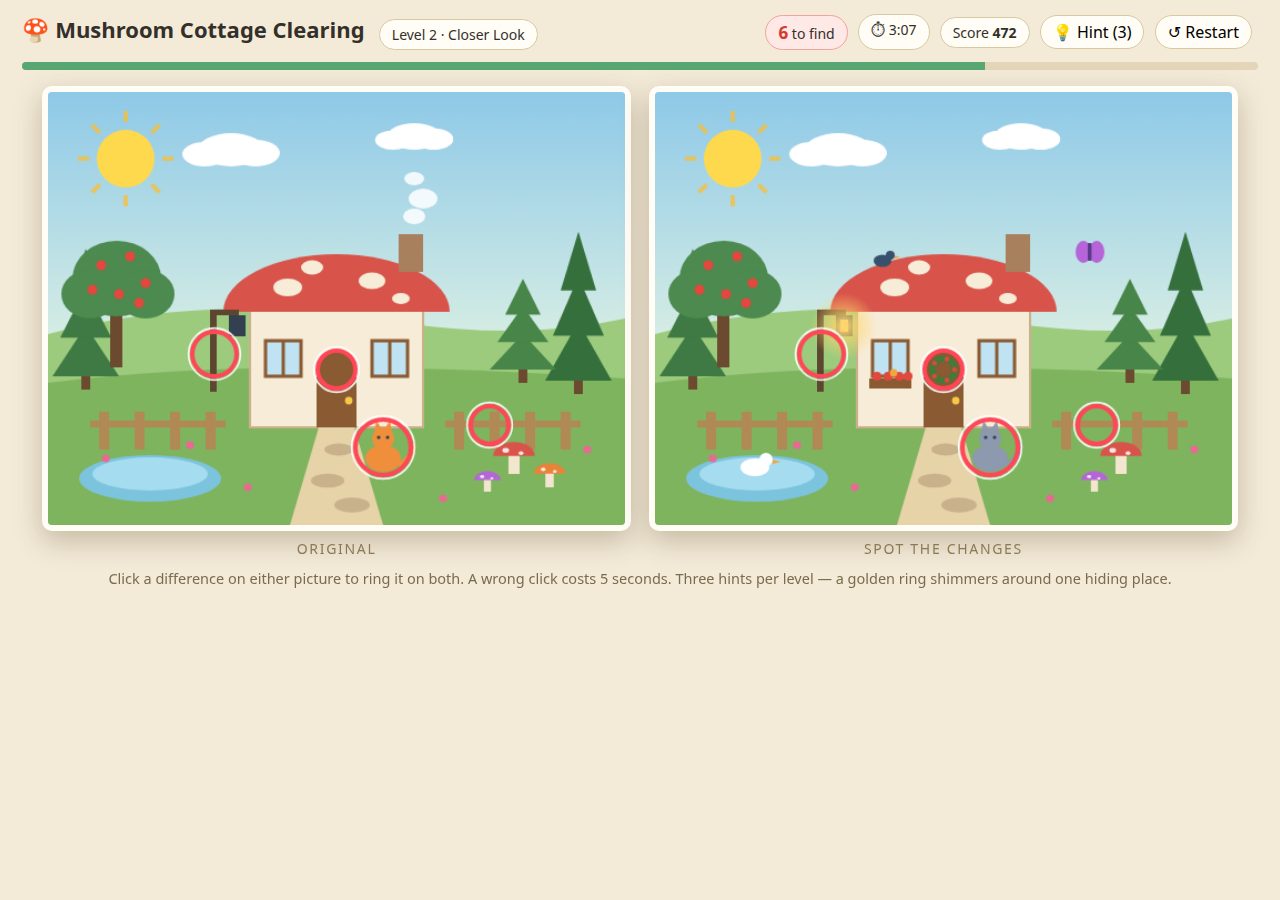 🍄 Mushroom Cottage Clearing
Level 2 · Closer Look
6 to find
⏱ 3:07
Score 472
💡 Hint (3)
↺ Restart
ORIGINAL
SPOT THE CHANGES
Click a difference on either picture to ring it on both. A wrong click costs 5 seconds. Three hints per level — a golden ring shimmers around one hiding place.